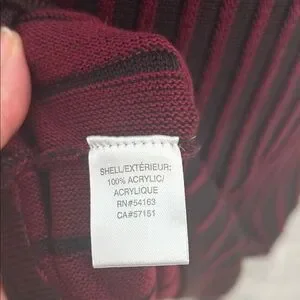 SHELL/EXTÉRIEUR:
100% ACRYLIC/
ACRYLIQUE
RN#54163
CA#57151